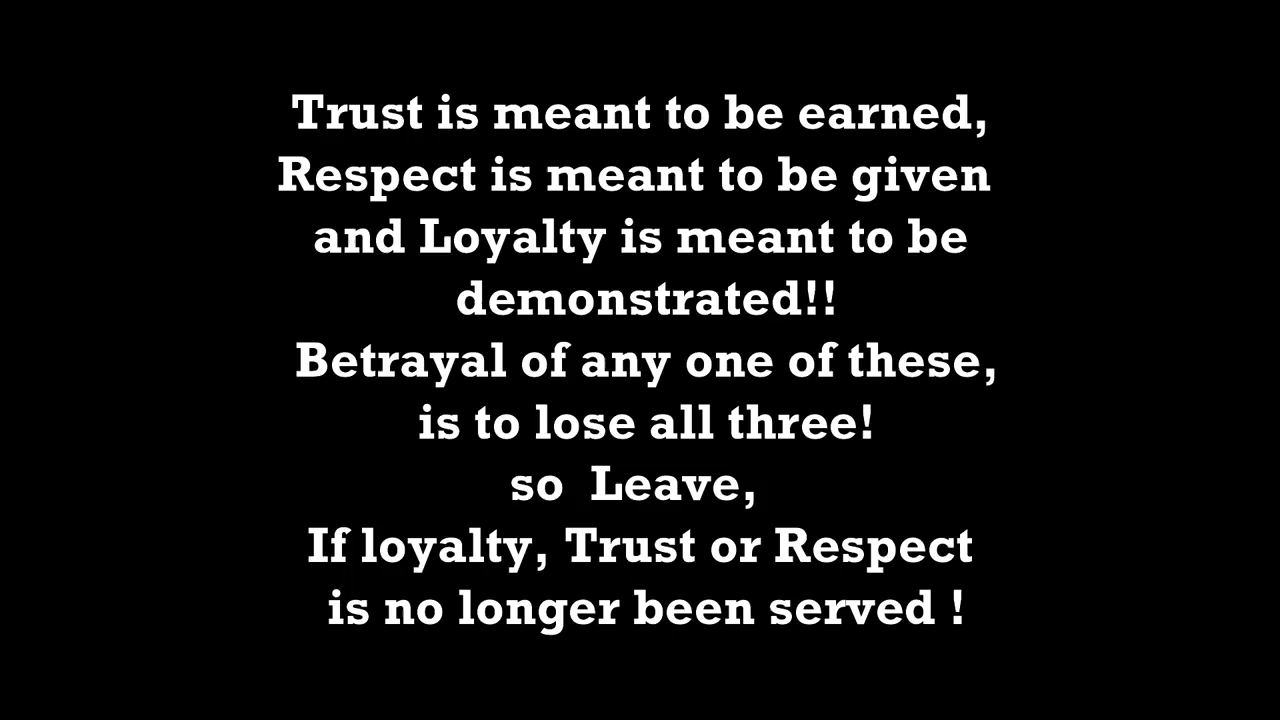 Trust is meant to be earned,
Respect is meant to be given
and Loyalty is meant to be
demonstrated!!
Betrayal of any one of these,
is to lose all three!
so  Leave,
If loyalty, Trust or Respect
is no longer been served !